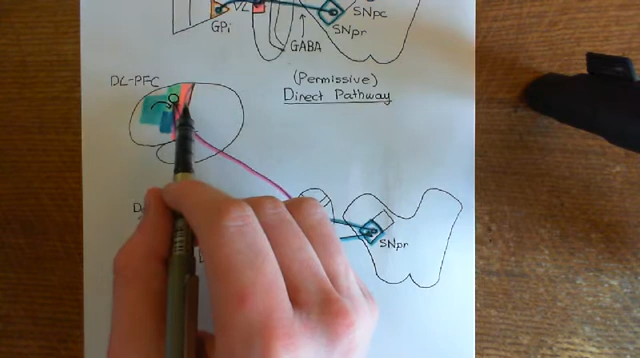 VL
GPi
SNpc
SNpr
GABA
(Permissive)
Direct Pathway
DL-PFC
SNpr